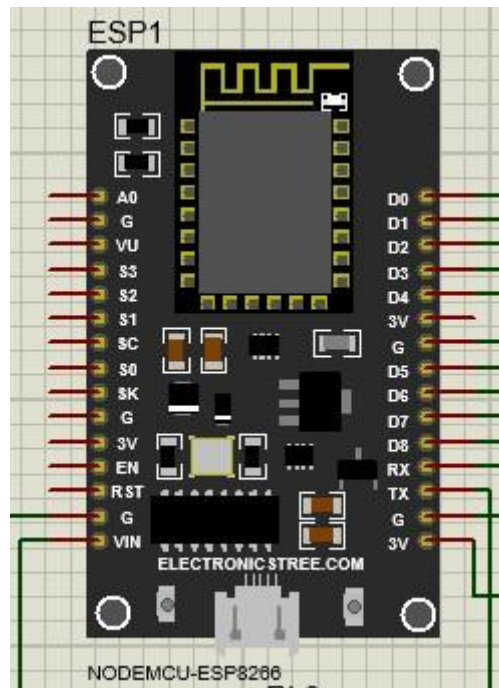 ESP1
A0 D0
G D1
VU D2
S3 D3
S2 D4
S1 3V
SC G
S0 D5
SK D6
G D7
3V D8
EN RX
RST TX
G G
VIN 3V
ELECTRONICSTREE.COM
NODEMCU-ESP8266